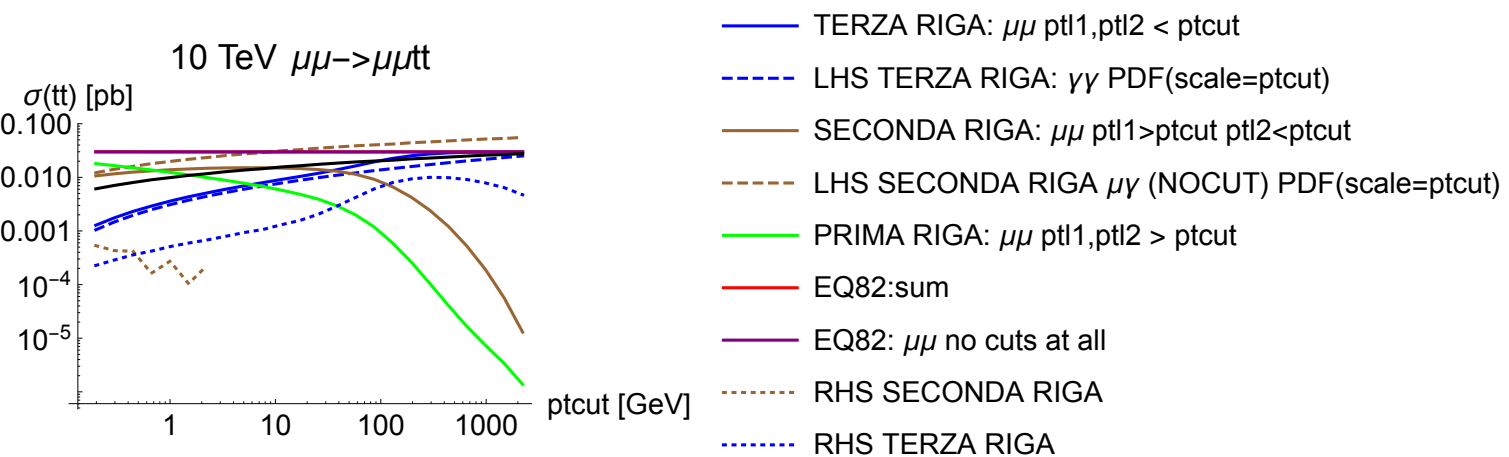 10 TeV μμ–>μμtt
σ(tt) [pb]
0.100
0.010
0.001
10⁻⁴
10⁻⁵
1
10
100
1000
ptcut [GeV]
TERZA RIGA: μμ ptl1,ptl2 < ptcut
LHS TERZA RIGA: γγ PDF(scale=ptcut)
SECONDA RIGA: μμ ptl1>ptcut ptl2<ptcut
LHS SECONDA RIGA μγ (NOCUT) PDF(scale=ptcut)
PRIMA RIGA: μμ ptl1,ptl2 > ptcut
EQ82:sum
EQ82: μμ no cuts at all
RHS SECONDA RIGA
RHS TERZA RIGA